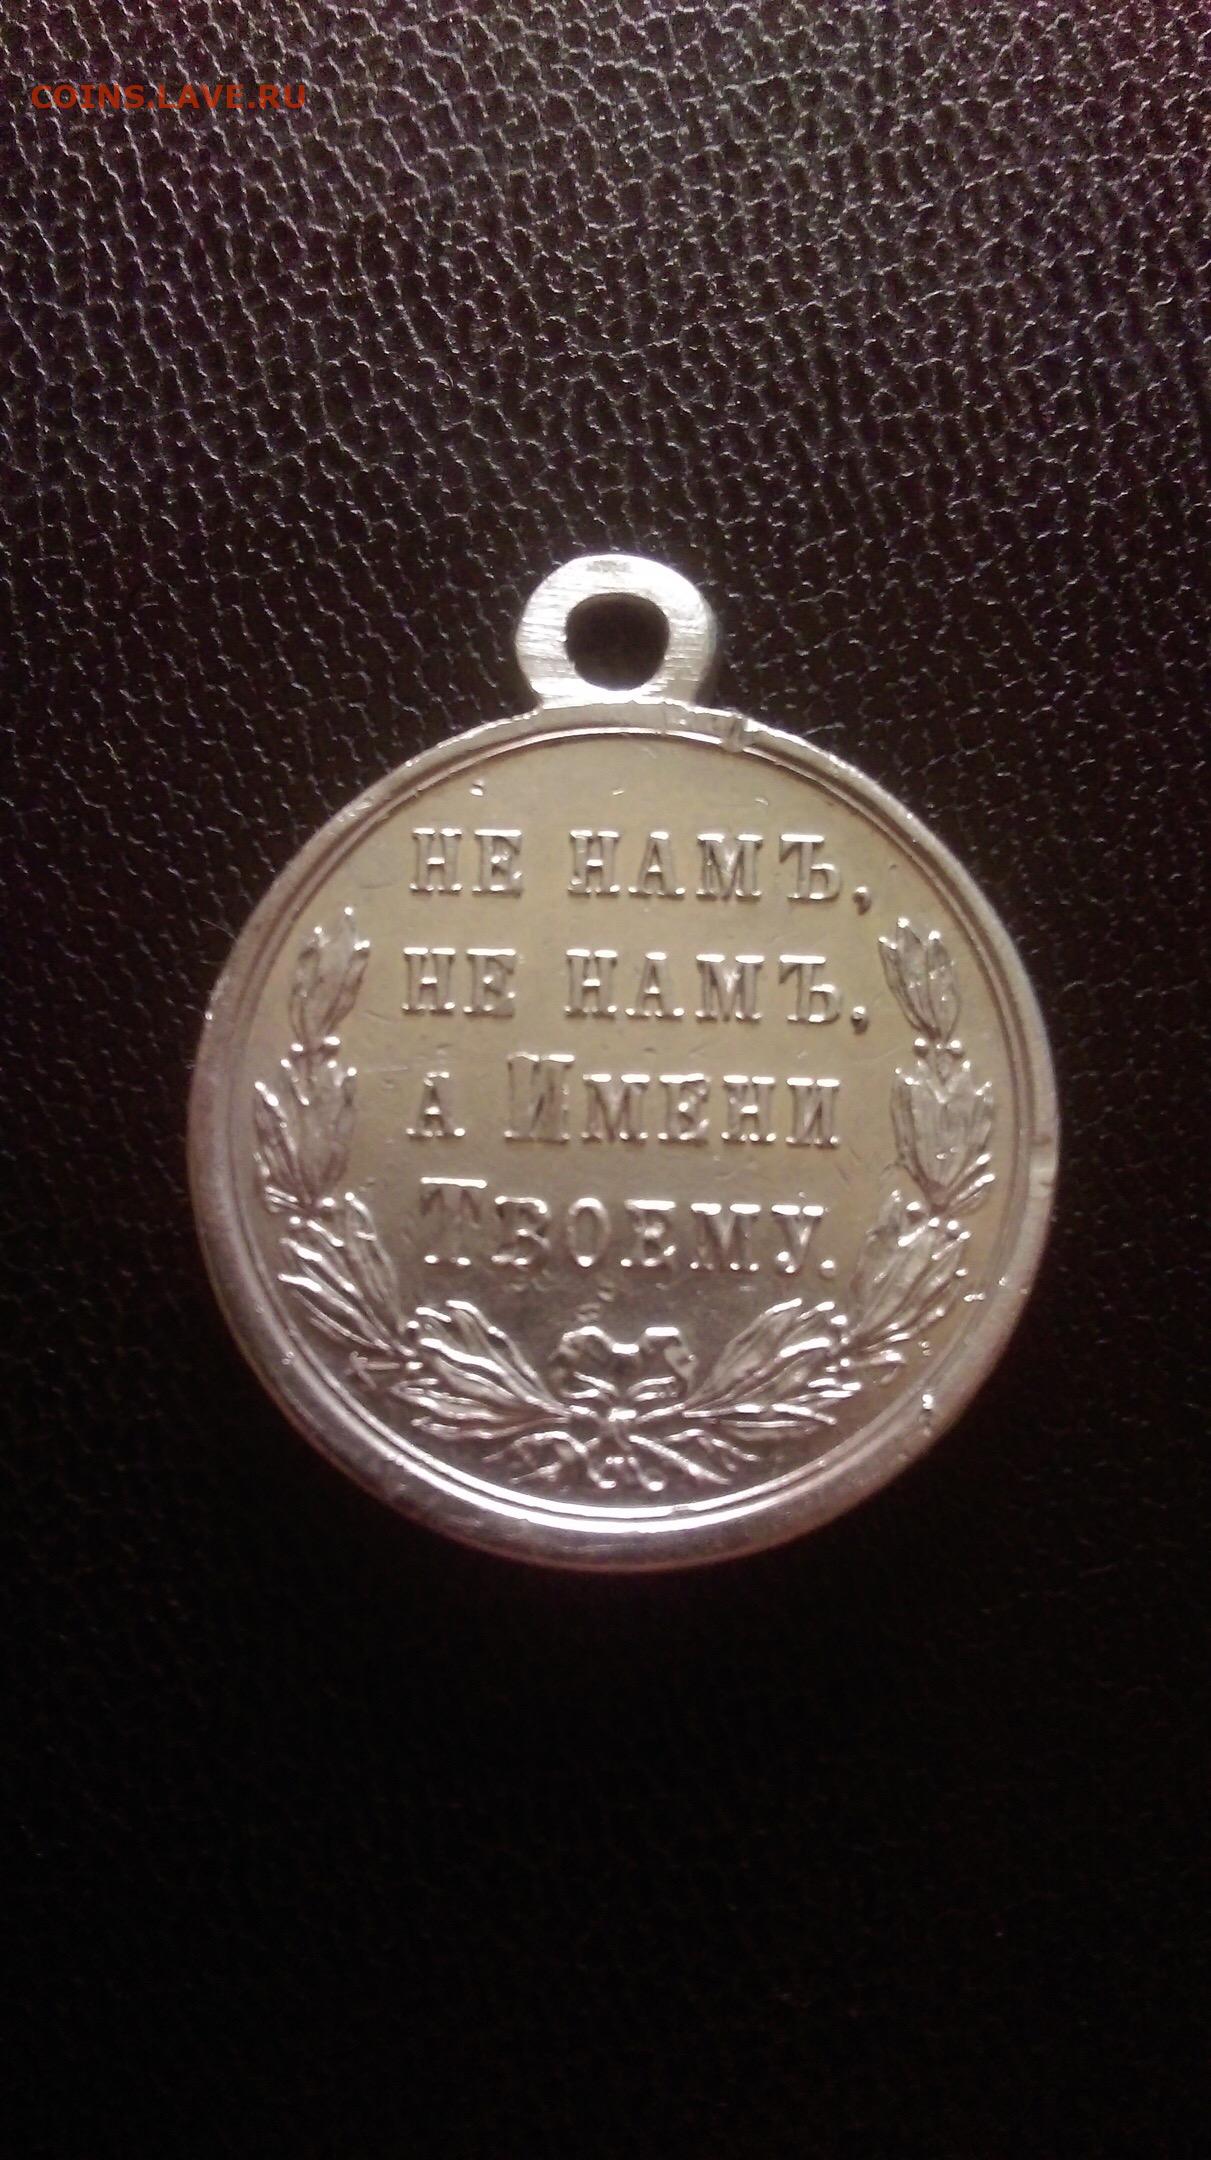 COINS.LAVE.RU
НЕ НАМЪ,
НЕ НАМЪ,
А ИМЕНИ
ТВОЕМУ.